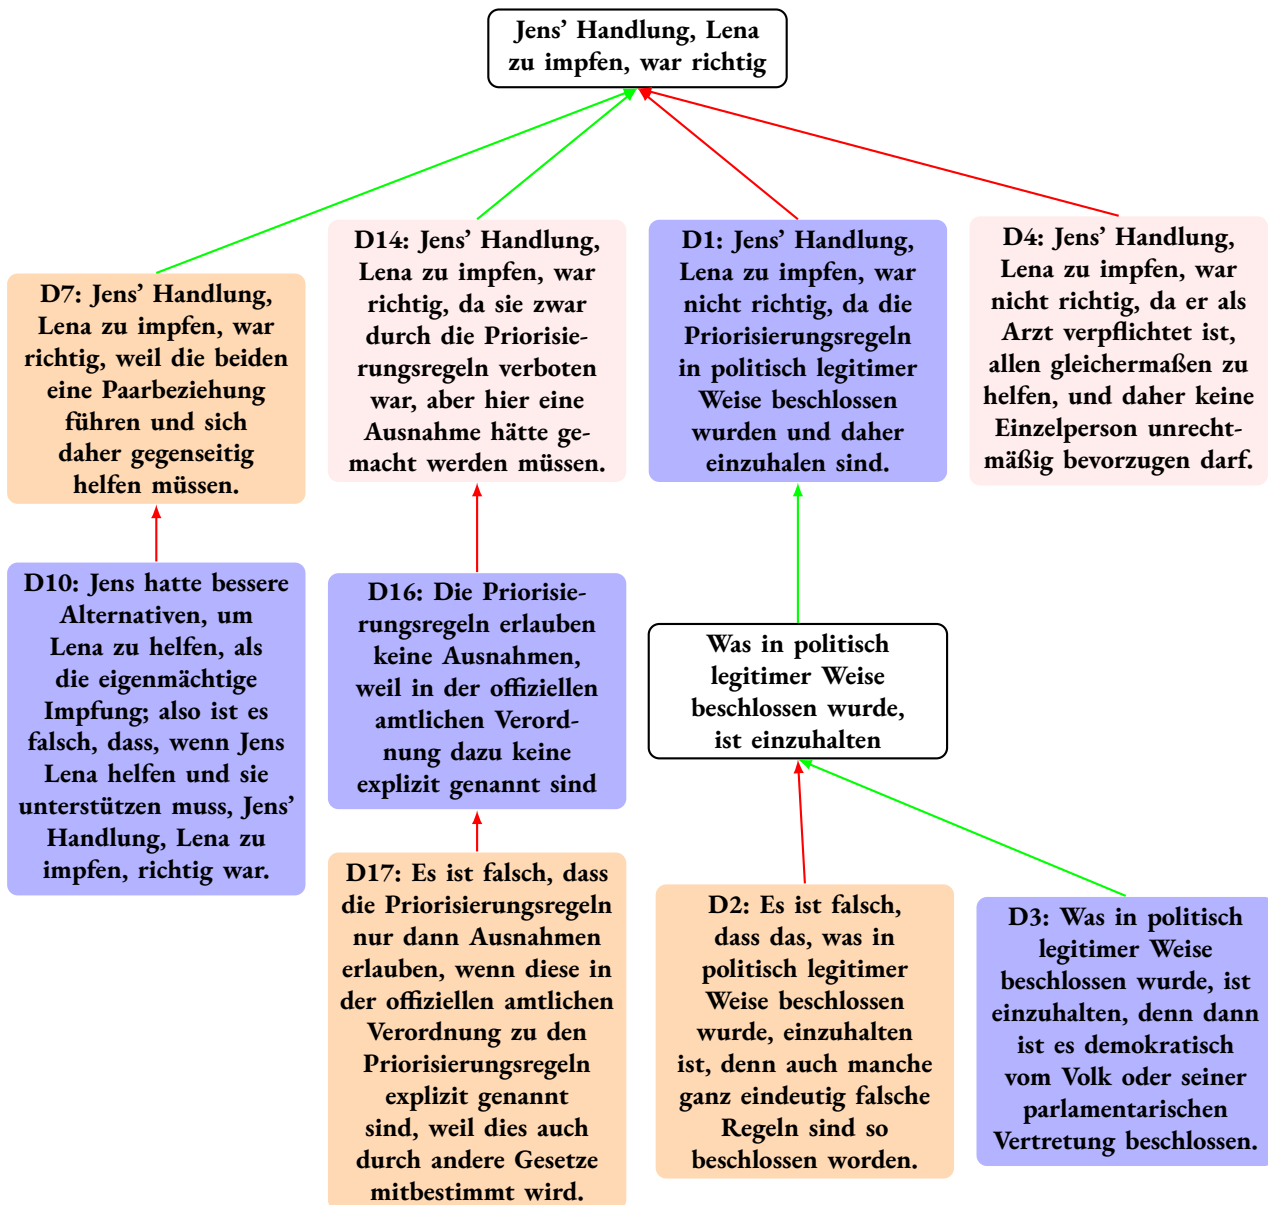 Jens’ Handlung, Lena
zu impfen, war richtig
D7: Jens’ Handlung,
Lena zu impfen, war
richtig, weil die beiden
eine Paarbeziehung
führen und sich
daher gegenseitig
helfen müssen.
D14: Jens’ Handlung,
Lena zu impfen, war
richtig, da sie zwar
durch die Priorisie-
rungsregeln verboten
war, aber hier eine
Ausnahme hätte ge-
macht werden müssen.
D1: Jens’ Handlung,
Lena zu impfen, war
nicht richtig, da die
Priorisierungsregeln
in politisch legitimer
Weise beschlossen
wurden und daher
einzuhalen sind.
D4: Jens’ Handlung,
Lena zu impfen, war
nicht richtig, da er als
Arzt verpflichtet ist,
allen gleichermaßen zu
helfen, und daher keine
Einzelperson unrecht-
mäßig bevorzugen darf.
D10: Jens hatte bessere
Alternativen, um
Lena zu helfen, als
die eigenmächtige
Impfung; also ist es
falsch, dass, wenn Jens
Lena helfen und sie
unterstützen muss, Jens’
Handlung, Lena zu
impfen, richtig war.
D16: Die Priorisie-
rungsregeln erlauben
keine Ausnahmen,
weil in der offiziellen
amtlichen Verord-
nung dazu keine
explizit genannt sind
Was in politisch
legitimer Weise
beschlossen wurde,
ist einzuhalten
D17: Es ist falsch, dass
die Priorisierungsregeln
nur dann Ausnahmen
erlauben, wenn diese in
der offiziellen amtlichen
Verordnung zu den
Priorisierungsregeln
explizit genannt
sind, weil dies auch
durch andere Gesetze
mitbestimmt wird.
D2: Es ist falsch,
dass das, was in
politisch legitimer
Weise beschlossen
wurde, einzuhalten
ist, denn auch manche
ganz eindeutig falsche
Regeln sind so
beschlossen worden.
D3: Was in politisch
legitimer Weise
beschlossen wurde, ist
einzuhalten, denn dann
ist es demokratisch
vom Volk oder seiner
parlamentarischen
Vertretung beschlossen.